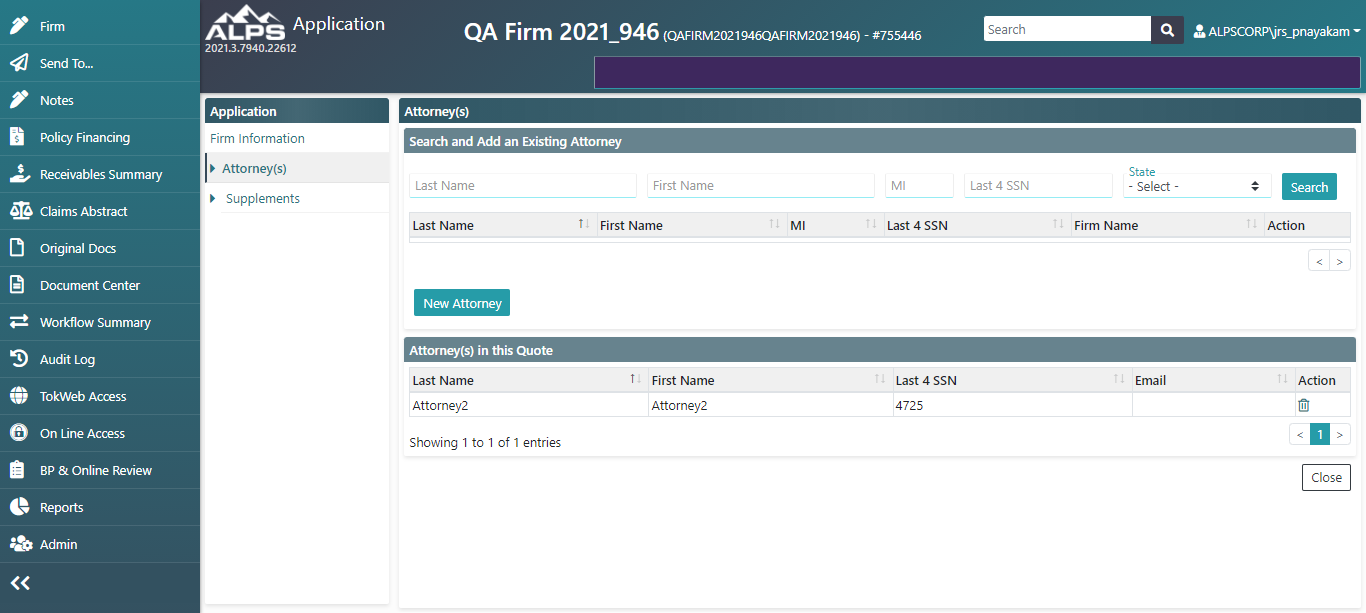 Firm
Send To...
Notes
Policy Financing
Receivables Summary
Claims Abstract
Original Docs
Document Center
Workflow Summary
Audit Log
TokWeb Access
On Line Access
BP & Online Review
Reports
Admin
ALPS Application
2021.3.7940.22612
QA Firm 2021_946 (QAFIRM2021946QAFIRM2021946) - #755446
Search
ALPSCORP\jrs_pnayakam
Application
Firm Information
Attorney(s)
Supplements
Attorney(s)
Search and Add an Existing Attorney
Last Name First Name MI Last 4 SSN State - Select - Search
Last Name First Name MI Last 4 SSN Firm Name Action
< >
New Attorney
Attorney(s) in this Quote
Last Name First Name Last 4 SSN Email Action
Attorney2 Attorney2 4725
Showing 1 to 1 of 1 entries < 1 >
Close